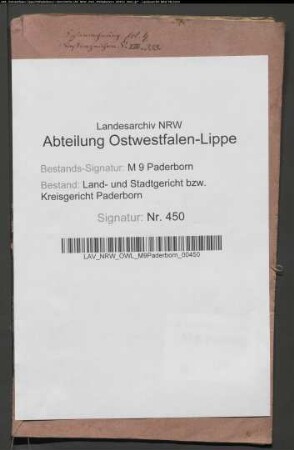 Landesarchiv NRW
Abteilung Ostwestfalen-Lippe
Bestands-Signatur: M 9 Paderborn
Bestand: Land- und Stadtgericht bzw.
Kreisgericht Paderborn
Signatur: Nr. 450
LAV_NRW_OWL_M9Paderborn_00450